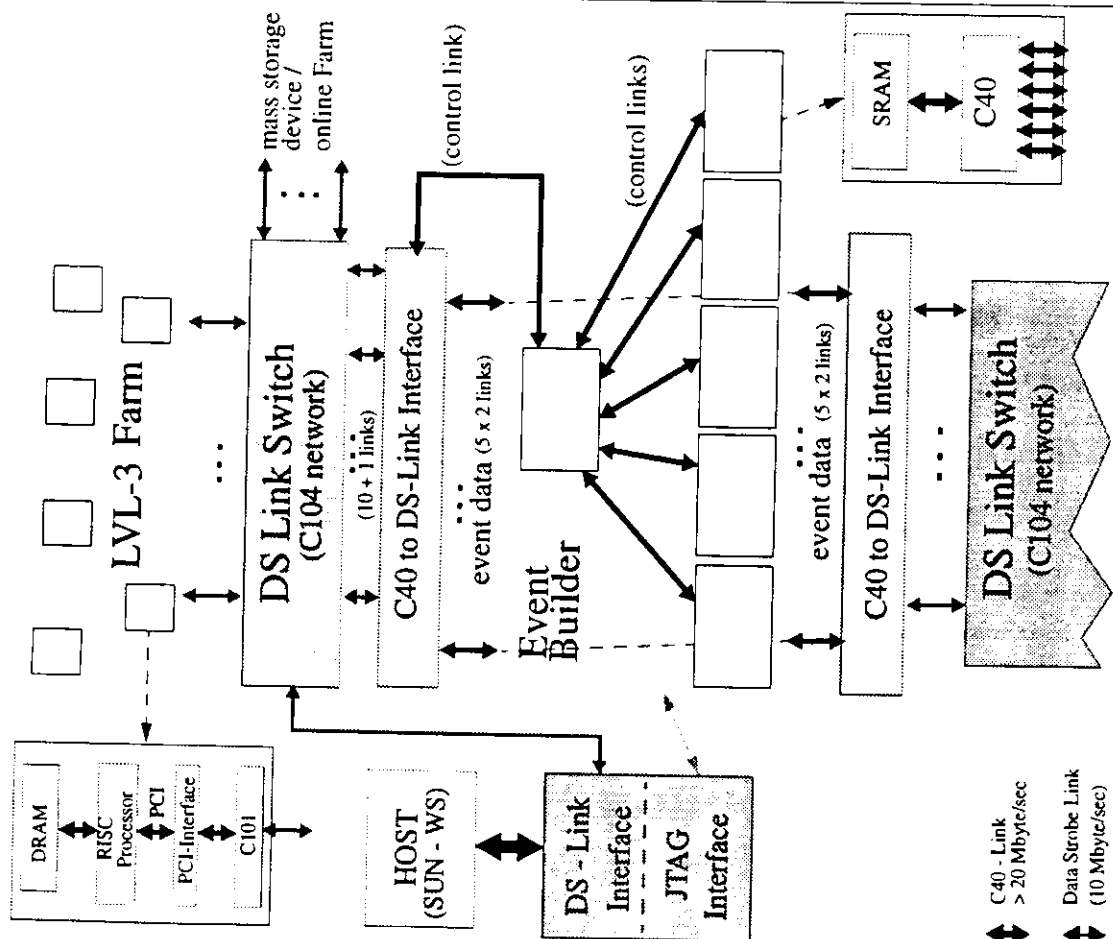 LVL-3 Farm
mass storage
device /
online Farm
DRAM
RISC
Processor
PCI
PCI-Interface
C101
...
DS Link Switch
(C104 network)
...
(10 + 1 links)
C40 to DS-Link Interface
(control link)
...
event data (5 x 2 links)
HOST
(SUN - WS)
DS - Link
Interface
JTAG
Interface
Event
Builder
(control links)
...
event data (5 x 2 links)
C40 to DS-Link Interface
...
DS Link Switch
(C104 network)
SRAM
C40
C40 - Link
> 20 Mbyte/sec
Data Strobe Link
(10 Mbyte/sec)